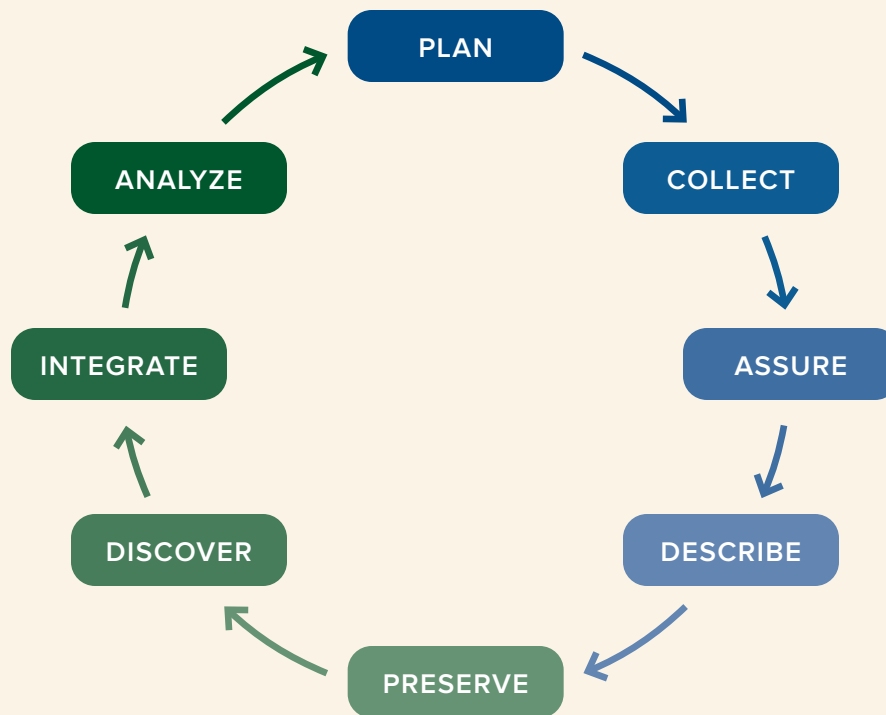 PLAN
COLLECT
ASSURE
DESCRIBE
PRESERVE
DISCOVER
INTEGRATE
ANALYZE